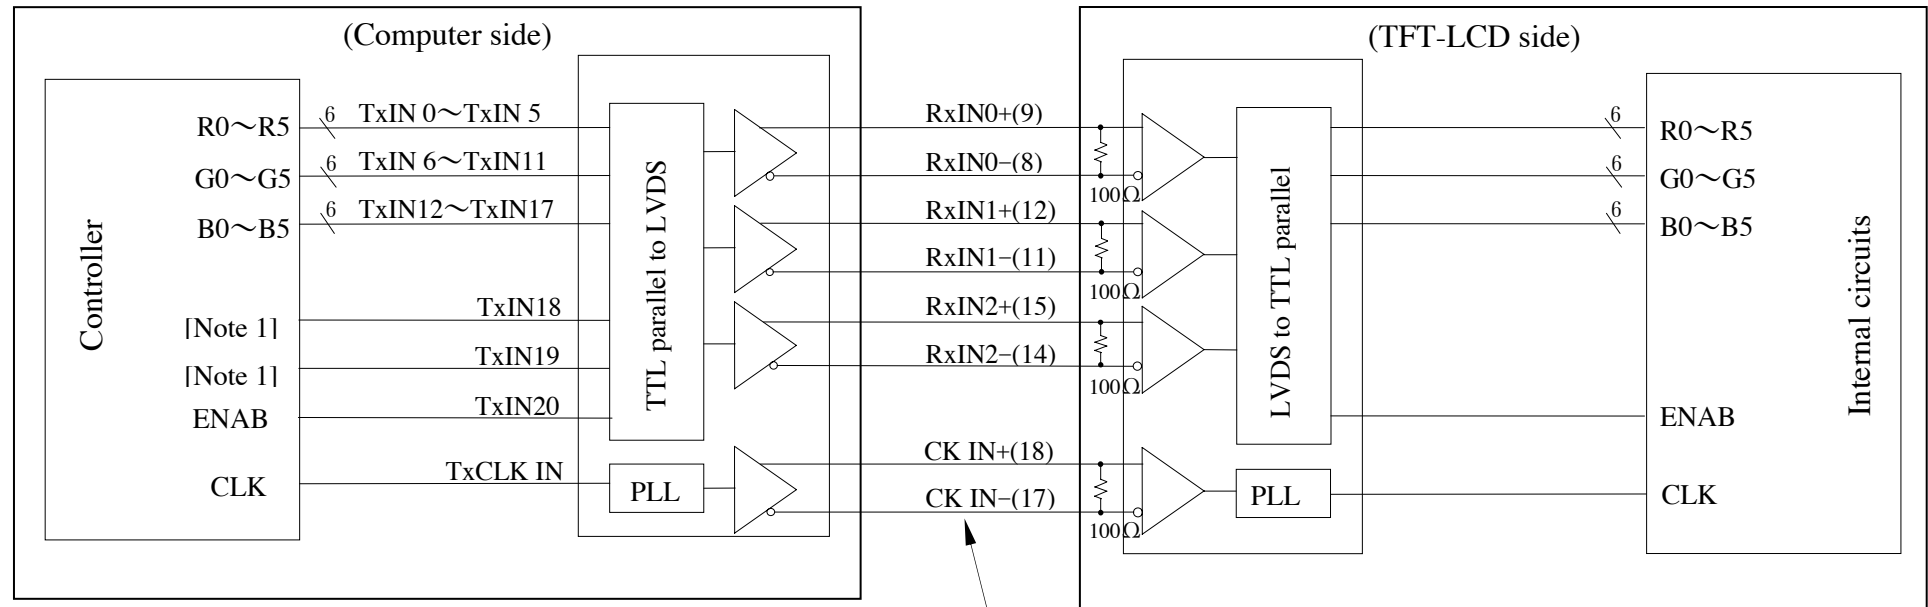 (Computer side)
(TFT-LCD side)
Controller
R0～R5
G0～G5
B0～B5
[Note 1]
[Note 1]
ENAB
CLK
6
6
6
TxIN 0～TxIN 5
TxIN 6～TxIN11
TxIN12～TxIN17
TxIN18
TxIN19
TxIN20
TxCLK IN
TTL parallel to LVDS
PLL
RxIN0+(9)
RxIN0−(8)
RxIN1+(12)
RxIN1−(11)
RxIN2+(15)
RxIN2−(14)
CK IN+(18)
CK IN−(17)
100Ω
100Ω
100Ω
100Ω
LVDS to TTL parallel
PLL
6
6
6
R0～R5
G0～G5
B0～B5
ENAB
CLK
Internal circuits